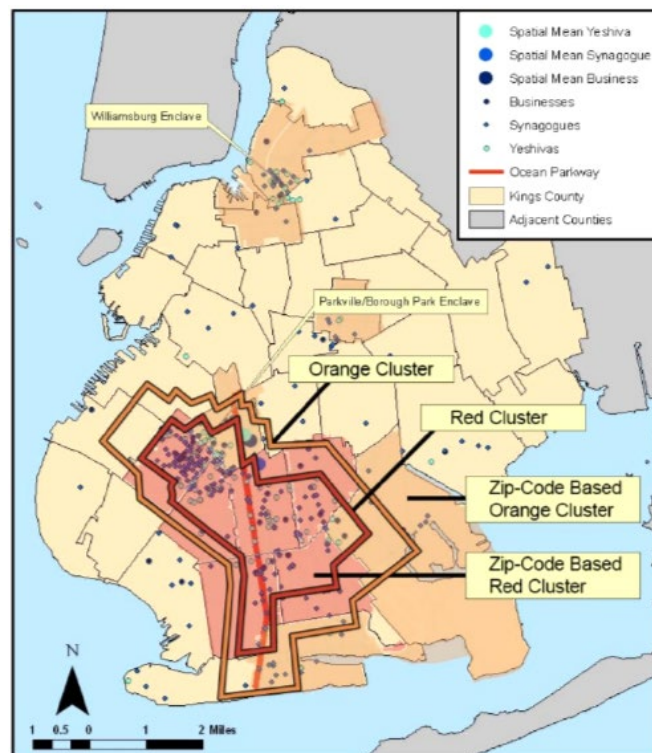 Spatial Mean Yeshiva
Spatial Mean Synagogue
Spatial Mean Business
Businesses
Synagogues
Yeshivas
Ocean Parkway
Kings County
Adjacent Counties
Williamsburg Enclave
Parkville/Borough Park Enclave
Orange Cluster
Red Cluster
Zip-Code Based
Orange Cluster
Zip-Code Based
Red Cluster
N
1 0.5 0 1 2 Miles